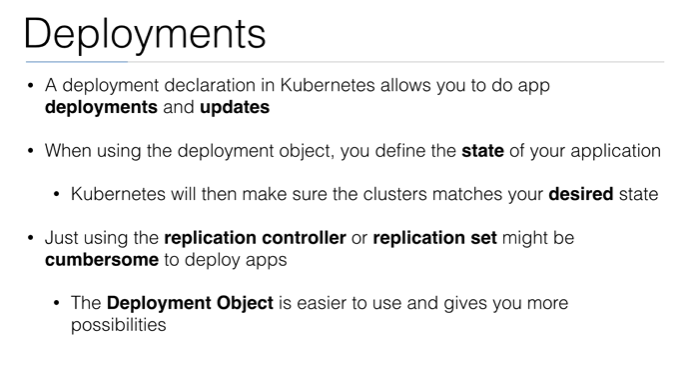 Deployments
• A deployment declaration in Kubernetes allows you to do app
deployments and updates
• When using the deployment object, you define the state of your application
• Kubernetes will then make sure the clusters matches your desired state
• Just using the replication controller or replication set might be
cumbersome to deploy apps
• The Deployment Object is easier to use and gives you more
possibilities